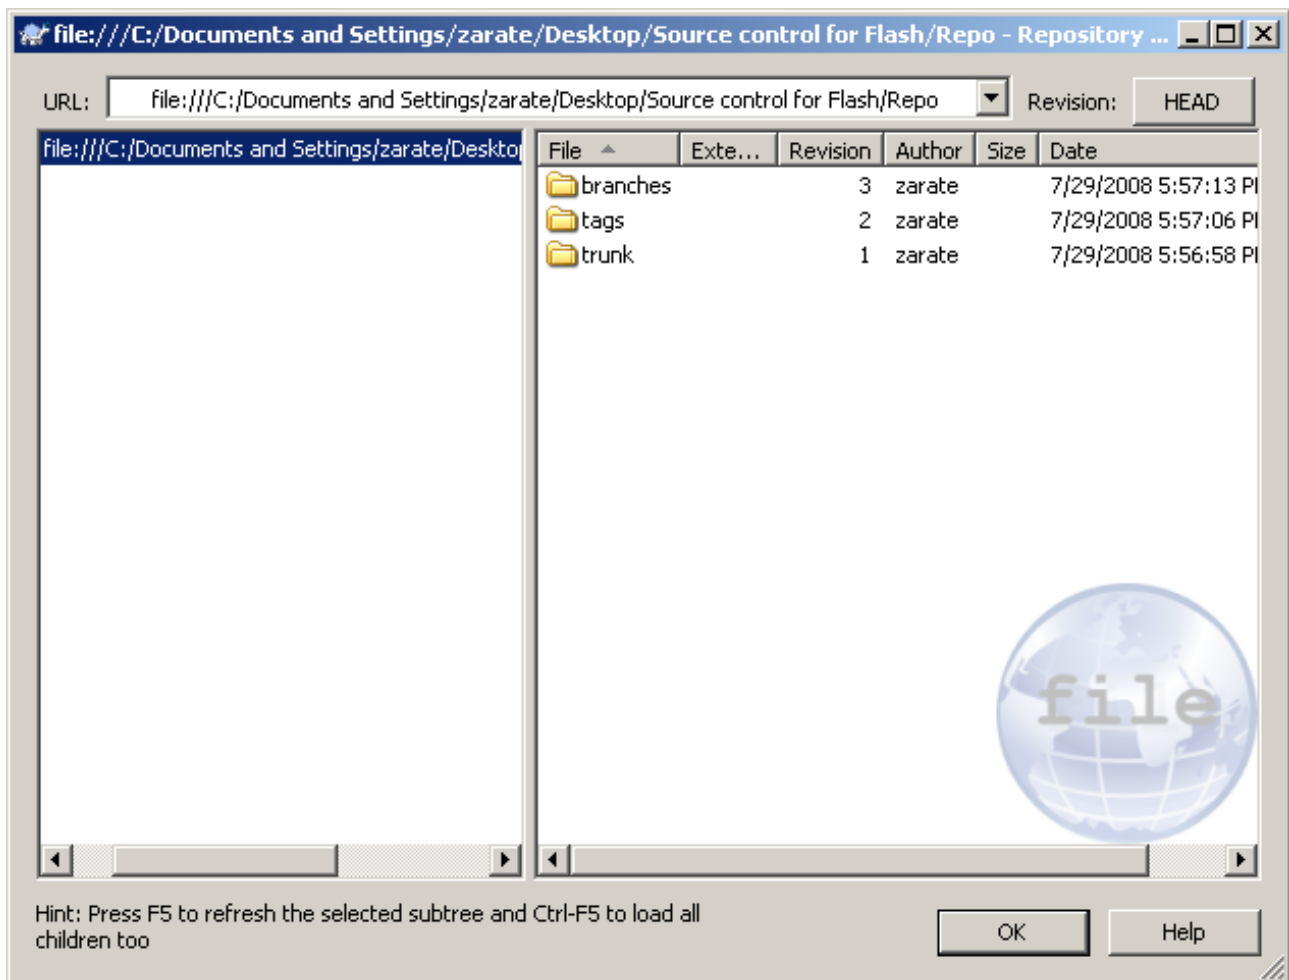 file:///C:/Documents and Settings/zarate/Desktop/Source control for Flash/Repo - Repository ...
URL: file:///C:/Documents and Settings/zarate/Desktop/Source control for Flash/Repo Revision: HEAD
file:///C:/Documents and Settings/zarate/Deskto
File Exte... Revision Author Size Date
branches 3 zarate 7/29/2008 5:57:13 P
tags 2 zarate 7/29/2008 5:57:06 P
trunk 1 zarate 7/29/2008 5:56:58 P
file
Hint: Press F5 to refresh the selected subtree and Ctrl-F5 to load all
children too
OK Help